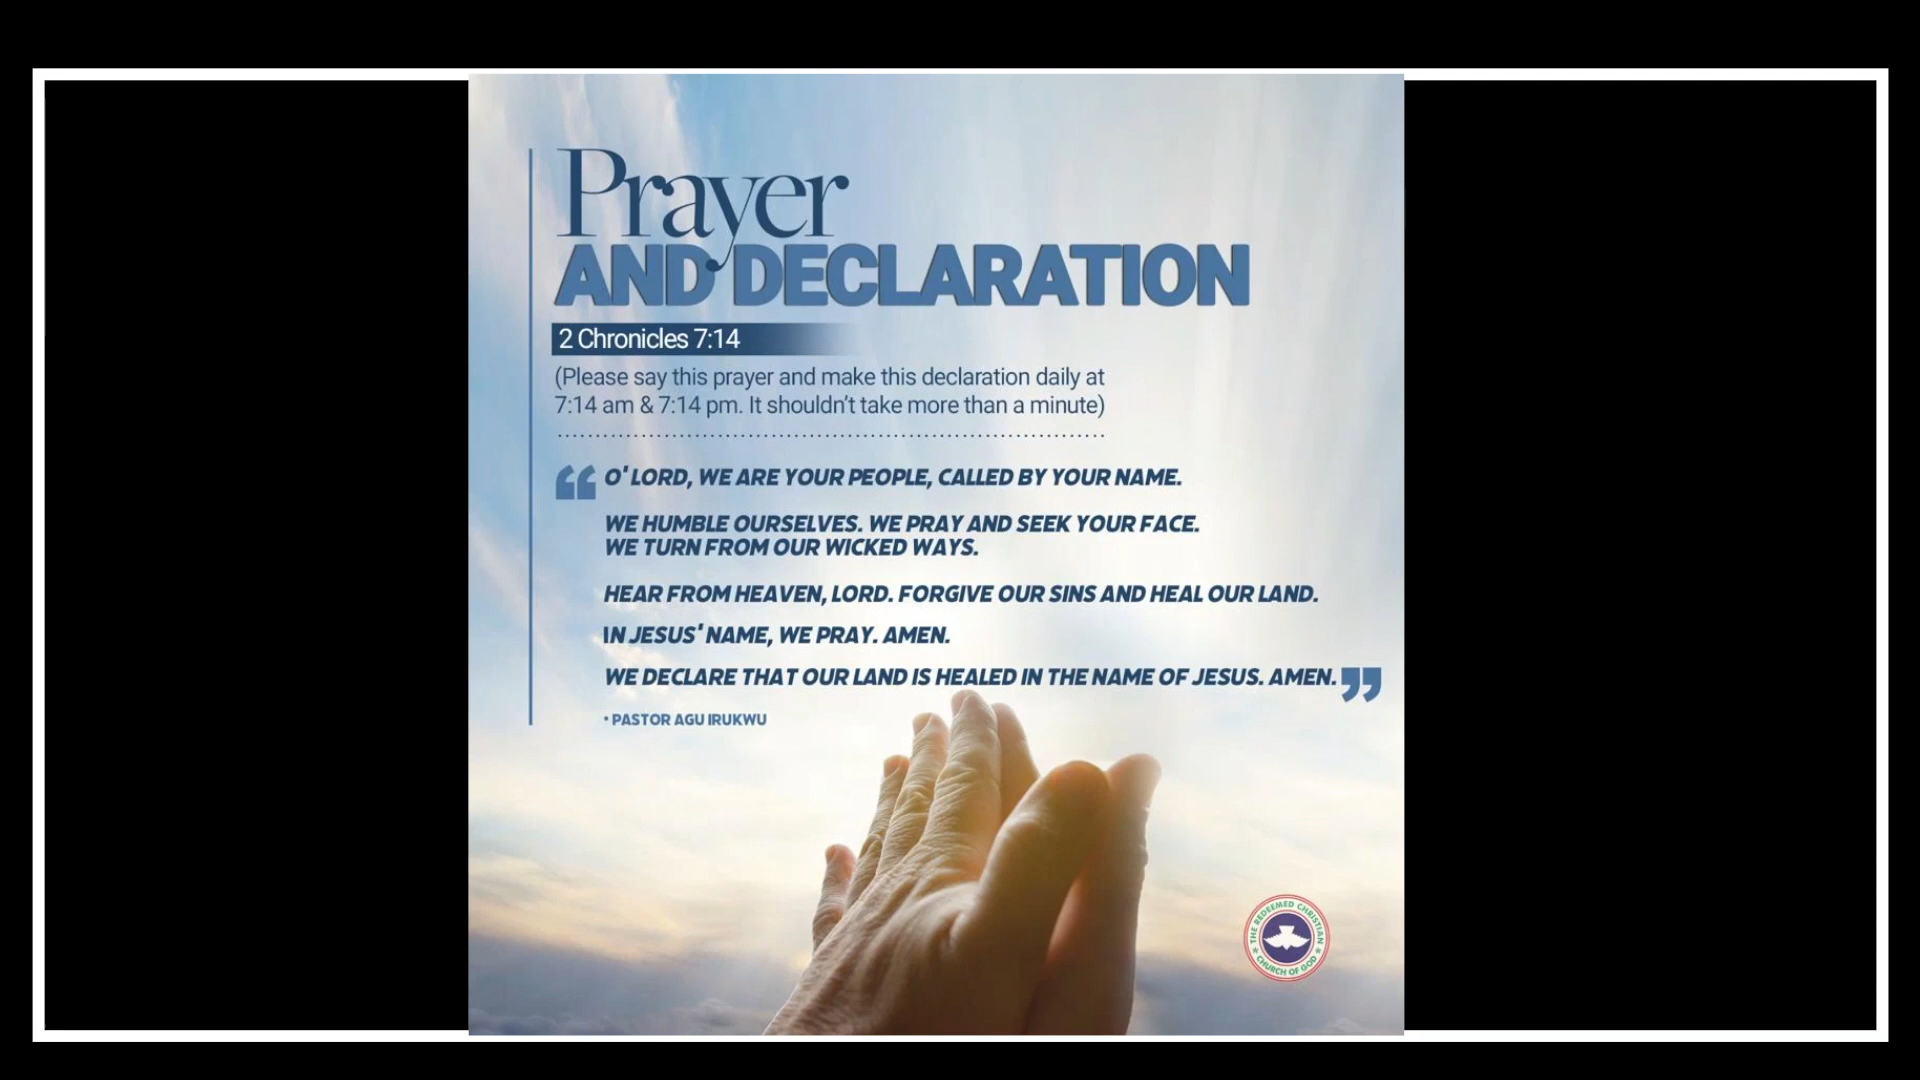 Prayer
AND DECLARATION
2 Chronicles 7:14
(Please say this prayer and make this declaration daily at
7:14 am & 7:14 pm. It shouldn't take more than a minute)
“ O' LORD, WE ARE YOUR PEOPLE, CALLED BY YOUR NAME.
WE HUMBLE OURSELVES. WE PRAY AND SEEK YOUR FACE.
WE TURN FROM OUR WICKED WAYS.
HEAR FROM HEAVEN, LORD. FORGIVE OUR SINS AND HEAL OUR LAND.
IN JESUS' NAME, WE PRAY. AMEN.
WE DECLARE THAT OUR LAND IS HEALED IN THE NAME OF JESUS. AMEN. ”
• PASTOR AGU IRUKWU
THE REDEEMED CHRISTIAN
CHURCH OF GOD